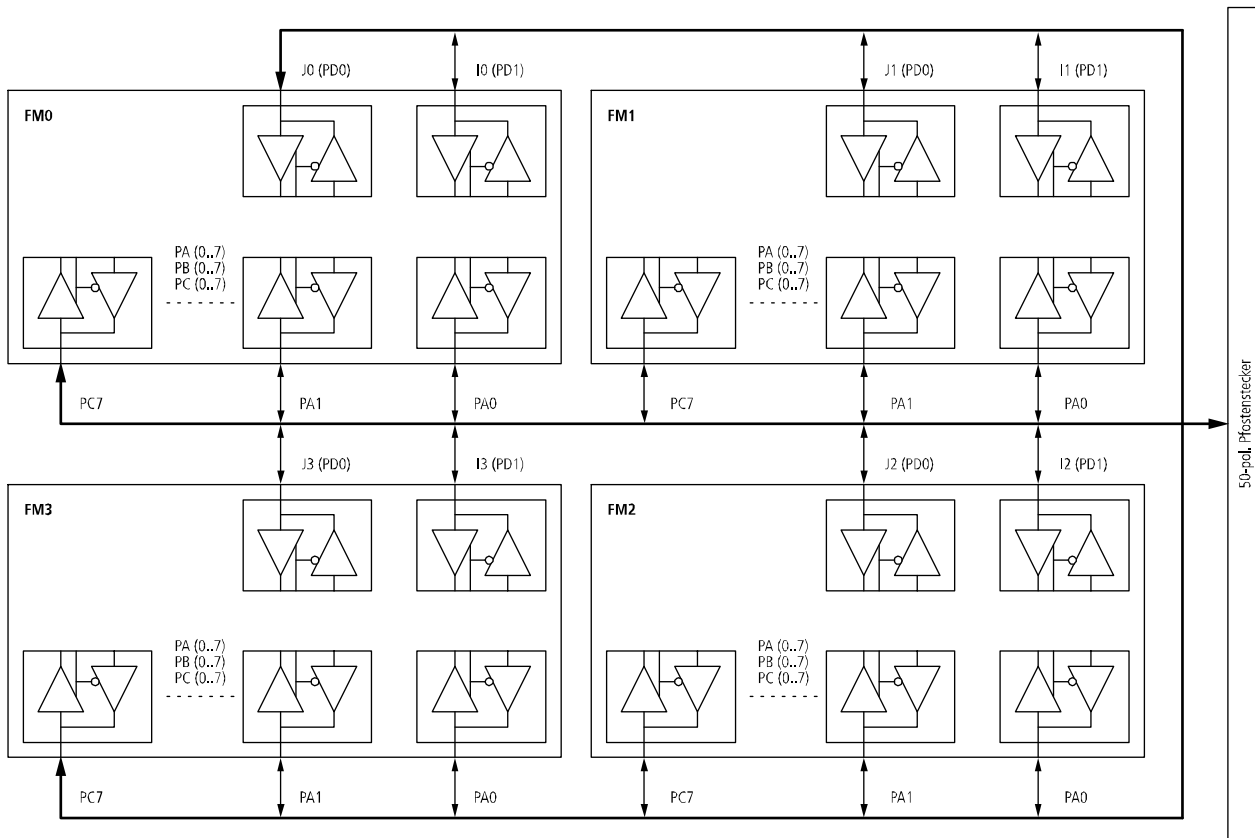 J0 (PD0) I0 (PD1) J1 (PD0) I1 (PD1)
FM0 FM1
PA (0..7) PA (0..7)
PB (0..7) PB (0..7)
PC (0..7) PC (0..7)
PC7 PA1 PA0 PC7 PA1 PA0
J3 (PD0) I3 (PD1) J2 (PD0) I2 (PD1)
FM3 FM2
PA (0..7) PA (0..7)
PB (0..7) PB (0..7)
PC (0..7) PC (0..7)
PC7 PA1 PA0 PC7 PA1 PA0
50-pol. Pfostenstecker